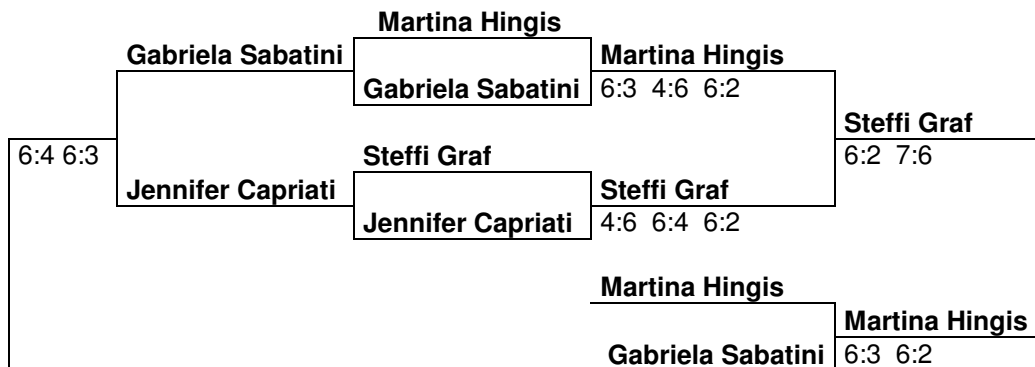 Martina Hingis
Gabriela Sabatini Martina Hingis
Gabriela Sabatini 6:3 4:6 6:2
Steffi Graf
6:4 6:3 Steffi Graf 6:2 7:6
Jennifer Capriati Steffi Graf
Jennifer Capriati 4:6 6:4 6:2
Martina Hingis
Martina Hingis
Gabriela Sabatini 6:3 6:2